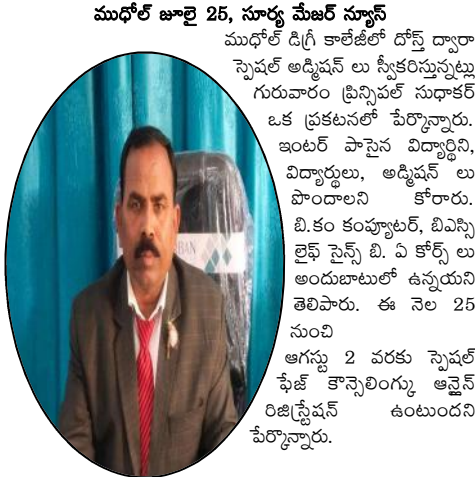 ముధోల్ జూలై 25, సూర్య మేజర్ న్యూస్
ముధోల్ డిగ్రీ కాలేజీలో దోస్త్ ద్వారా
స్పెషల్ అడ్మిషన్ లు స్వీకరిస్తున్నట్లు
గురువారం ప్రిన్సిపల్ సుధాకర్
ఒక ప్రకటనలో పేర్కొన్నారు.
ఇంటర్ పాసైన విద్యార్థిని,
విద్యార్థులు, అడ్మిషన్ లు
పొందాలని కోరారు.
బి.కం కంప్యూటర్, బిఎస్సి
లైఫ్ సైన్స్ బి. ఏ కోర్స్ లు
అందుబాటులో ఉన్నయని
తెలిపారు. ఈ నెల 25
నుంచి
ఆగస్టు 2 వరకు స్పెషల్
ఫేజ్ కౌన్సెలింగ్కు ఆన్లైన్
రిజిస్ట్రేషన్ ఉంటుందని
పేర్కొన్నారు.
BAN